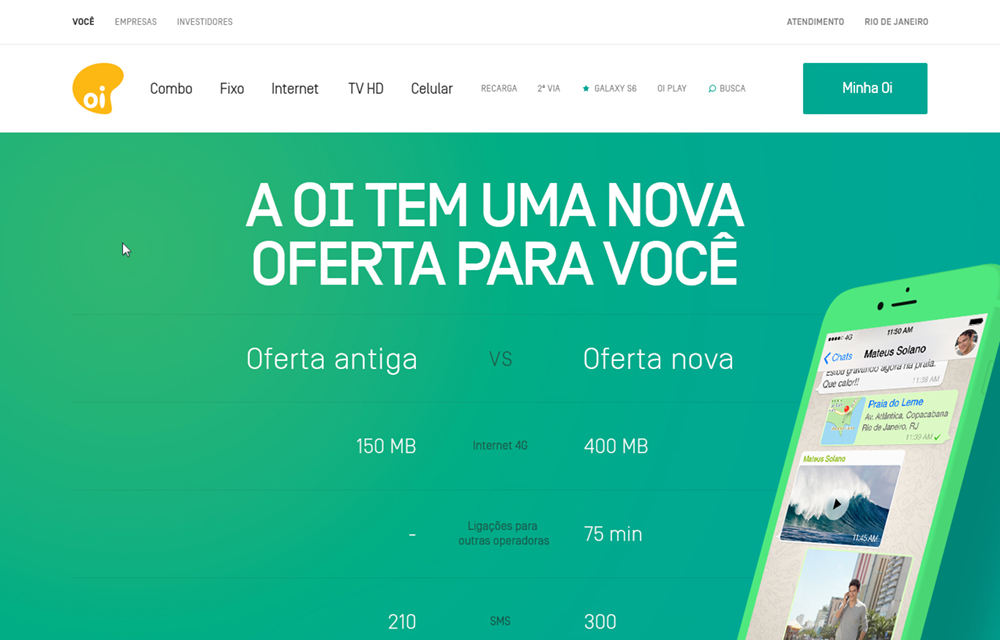 VOCÊ EMPRESAS INVESTIDORES ATENDIMENTO RIO DE JANEIRO
oi Combo Fixo Internet TV HD Celular RECARGA 2ª VIA GALAXY S6 OI PLAY BUSCA Minha Oi
A OI TEM UMA NOVA
OFERTA PARA VOCÊ
Oferta antiga VS Oferta nova
150 MB Internet 4G 400 MB
- Ligações para
outras operadoras 75 min
210 SMS 300
4G 11:50 AM
Chats Mateus Solano
Estou gravando agora na praia.
Que calor!! 11:38 AM
Praia do Leme
Av. Atlântica, Copacabana
Rio de Janeiro, RJ
11:39 AM
Mateus Solano
11:45 AM